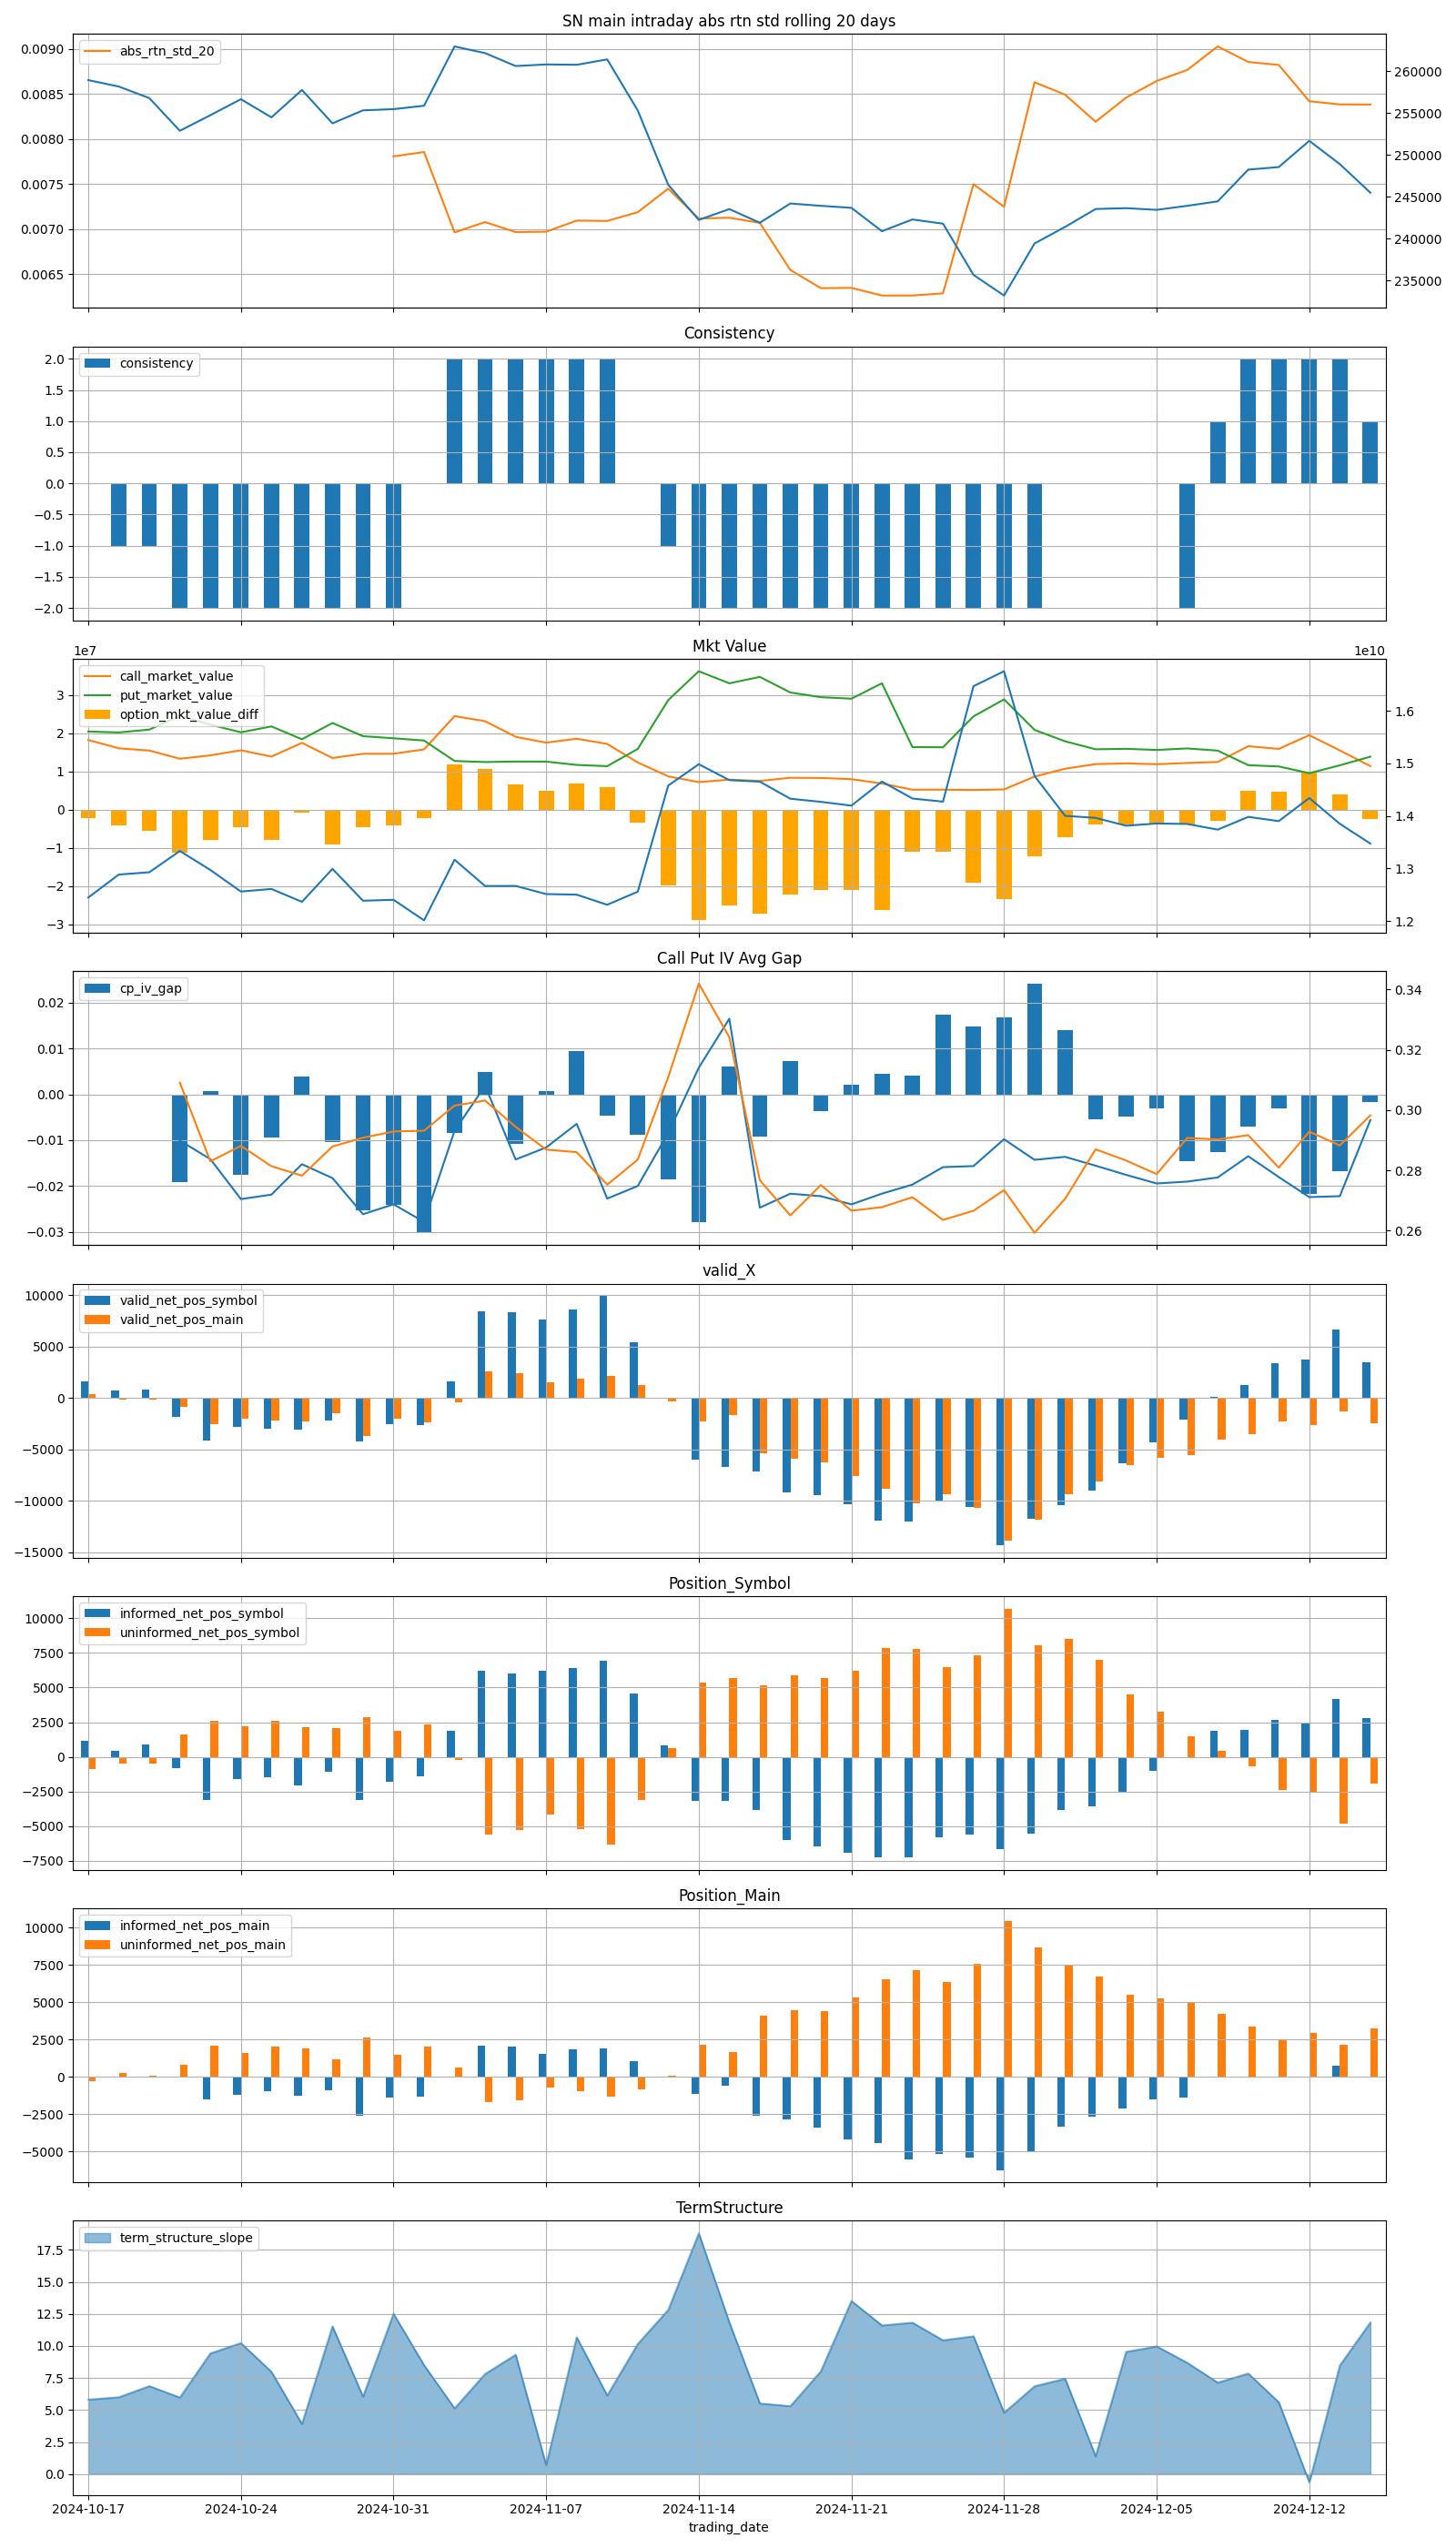 SN main intraday abs rtn std rolling 20 days
abs_rtn_std_20
0.0090
0.0085
0.0080
0.0075
0.0070
0.0065
260000
255000
250000
245000
240000
235000
Consistency
consistency
2.0
1.5
1.0
0.5
0.0
−0.5
−1.0
−1.5
−2.0
Mkt Value
1e7
1e10
call_market_value
put_market_value
option_mkt_value_diff
3
2
1
0
−1
−2
−3
1.6
1.5
1.4
1.3
1.2
Call Put IV Avg Gap
cp_iv_gap
0.02
0.01
0.00
−0.01
−0.02
−0.03
0.34
0.32
0.30
0.28
0.26
valid_X
valid_net_pos_symbol
valid_net_pos_main
10000
5000
0
−5000
−10000
−15000
Position_Symbol
informed_net_pos_symbol
uninformed_net_pos_symbol
10000
7500
5000
2500
0
−2500
−5000
−7500
Position_Main
informed_net_pos_main
uninformed_net_pos_main
10000
7500
5000
2500
0
−2500
−5000
TermStructure
term_structure_slope
17.5
15.0
12.5
10.0
7.5
5.0
2.5
0.0
2024-10-17 2024-10-24 2024-10-31 2024-11-07 2024-11-14 2024-11-21 2024-11-28 2024-12-05 2024-12-12
trading_date